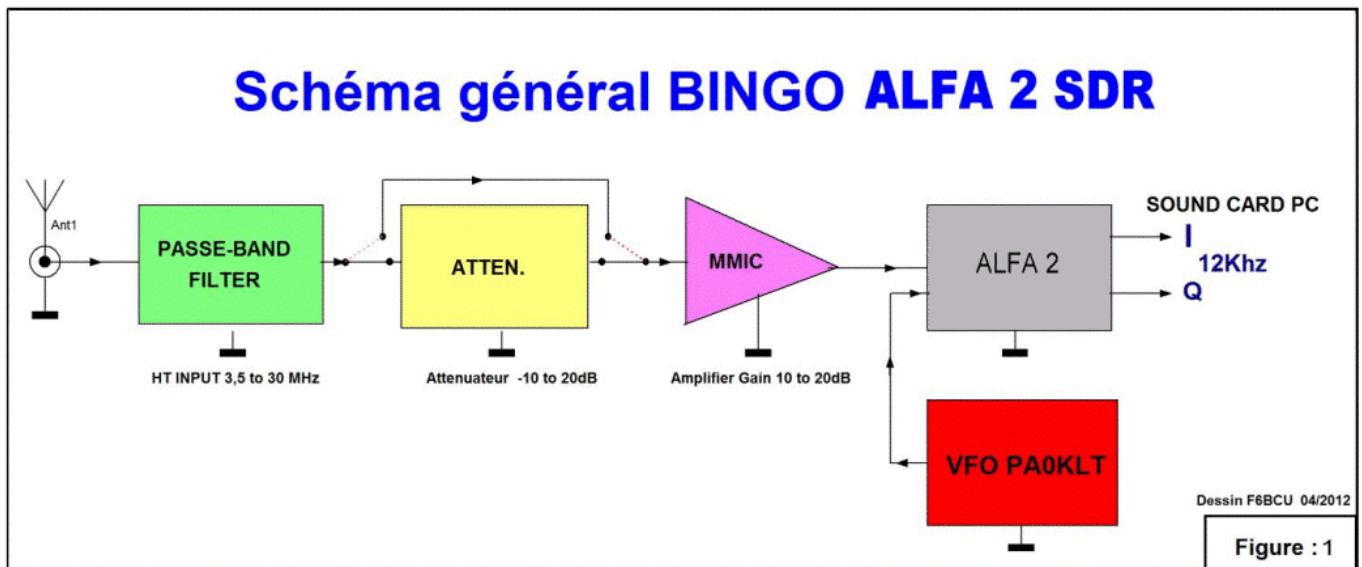 Schéma général BINGO ALFA 2 SDR
Ant1
PASSE-BAND
FILTER
HT INPUT 3,5 to 30 MHz
ATTEN.
Attenuateur -10 to 20dB
MMIC
Amplifier Gain 10 to 20dB
ALFA 2
SOUND CARD PC
I
12Khz
Q
VFO PA0KLT
Dessin F6BCU 04/2012
Figure : 1